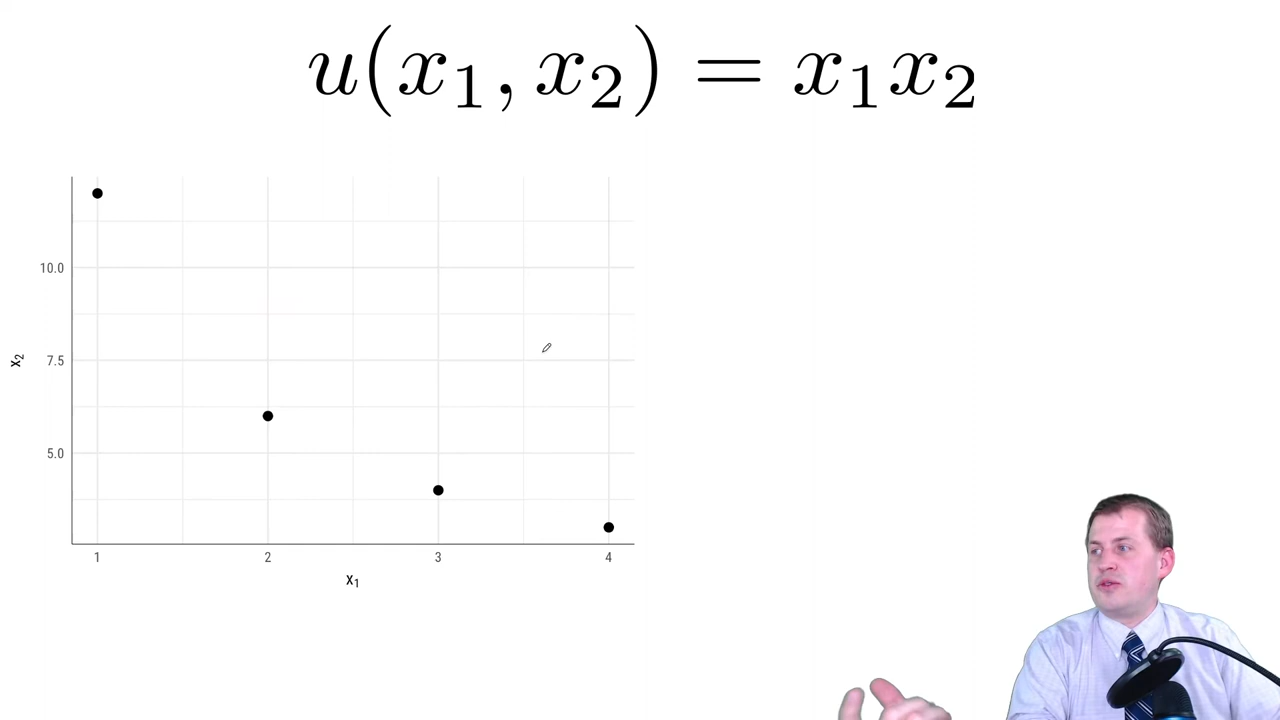 u(x₁, x₂) = x₁x₂
10.0
7.5
5.0
x₂
1 2 3 4
x₁